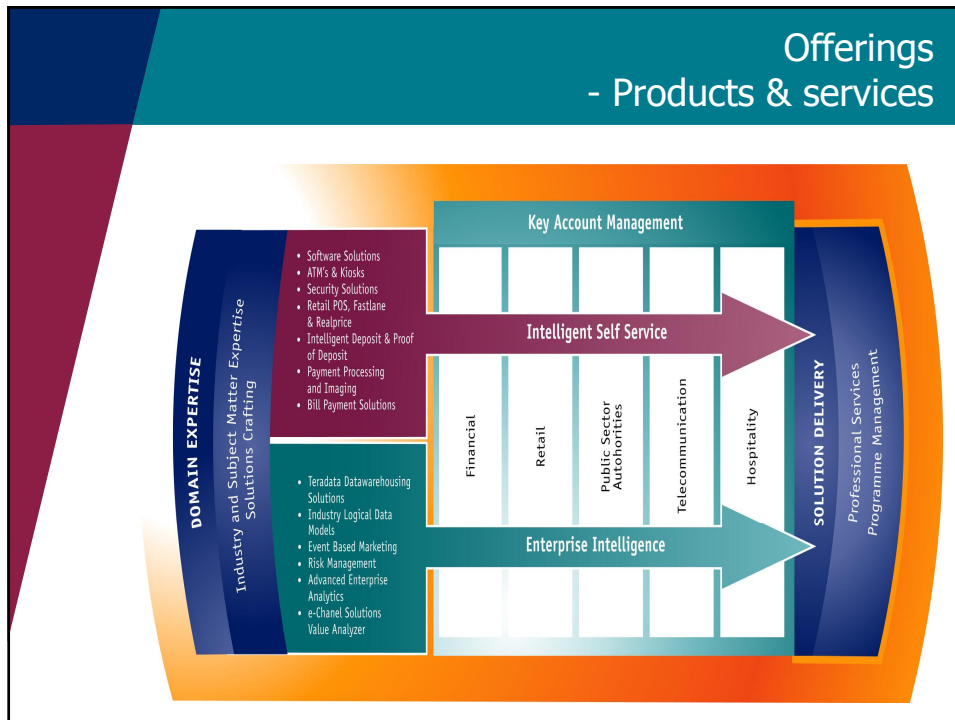 Offerings
- Products & services
DOMAIN EXPERTISE
Industry and Subject Matter Expertise
Solutions Crafting
• Software Solutions
• ATM's & Kiosks
• Security Solutions
• Retail POS, Fastlane
& Realprice
• Intelligent Deposit & Proof
of Deposit
• Payment Processing
and Imaging
• Bill Payment Solutions
• Teradata Datawarehousing
Solutions
• Industry Logical Data
Models
• Event Based Marketing
• Risk Management
• Advanced Enterprise
Analytics
• e-Chanel Solutions
Value Analyzer
Key Account Management
Intelligent Self Service
Financial
Retail
Public Sector
Autohorities
Telecommunication
Hospitality
Enterprise Intelligence
SOLUTION DELIVERY
Professional Services
Programme Management